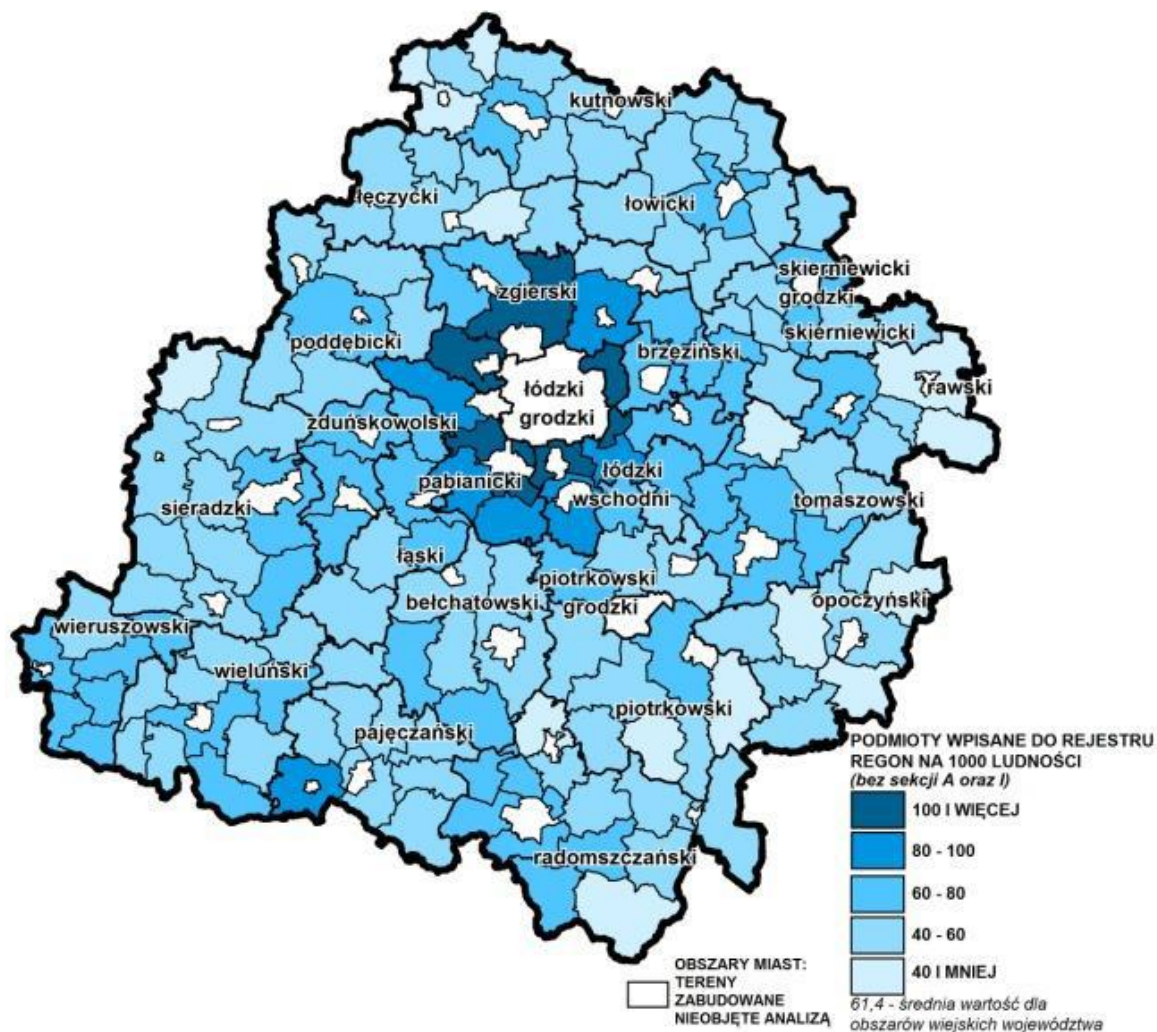 kutnowski
łęczycki
łowicki
skierniewicki
grodzki
zgierski
skierniewicki
poddębicki
brzęziński
rawski
łódzki
grodzki
zduńskowolski
pabianicki
łódzki
wschodni
sieradzki
tomaszowski
łaski
piotrkowski
grodzki
bełchatowski
opoczyński
wieruszowski
wieluński
piotrkowski
pajęczański
radomszczański
PODMIOTY WPISANE DO REJESTRU
REGON NA 1000 LUDNOŚCI
(bez sekcji A oraz I)
100 I WIĘCEJ
80 - 100
60 - 80
40 - 60
40 I MNIEJ
61,4 - średnia wartość dla
obszarów wiejskich województwa
OBSZARY MIAST:
TERENY
ZABUDOWANE
NIEOBJĘTE ANALIZĄ